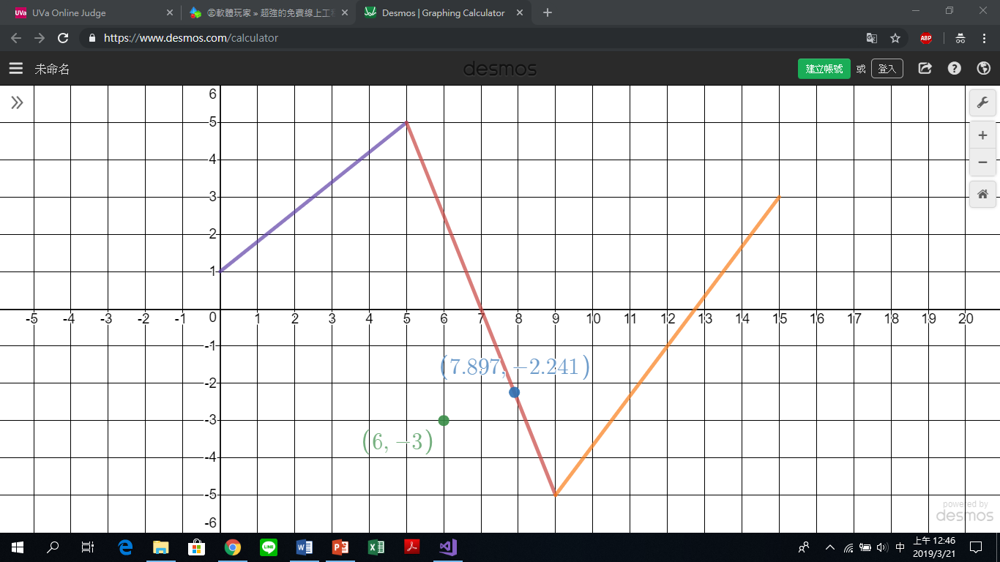 UVa Online Judge
㊣軟體玩家 » 超強的免費線上工
Desmos | Graphing Calculator
https://www.desmos.com/calculator
ABP
未命名
desmos
建立帳號 或 登入
6
5
4
3
2
1
-5 -4 -3 -2 -1 0 1 2 3 4 5 6 7 8 9 10 11 12 13 14 15 16 17 18 19 20
-1
(7.897, −2.241)
-2
-3
(6, −3)
-4
-5
-6
powered by
desmos
LINE
中
上午 12:46
2019/3/21